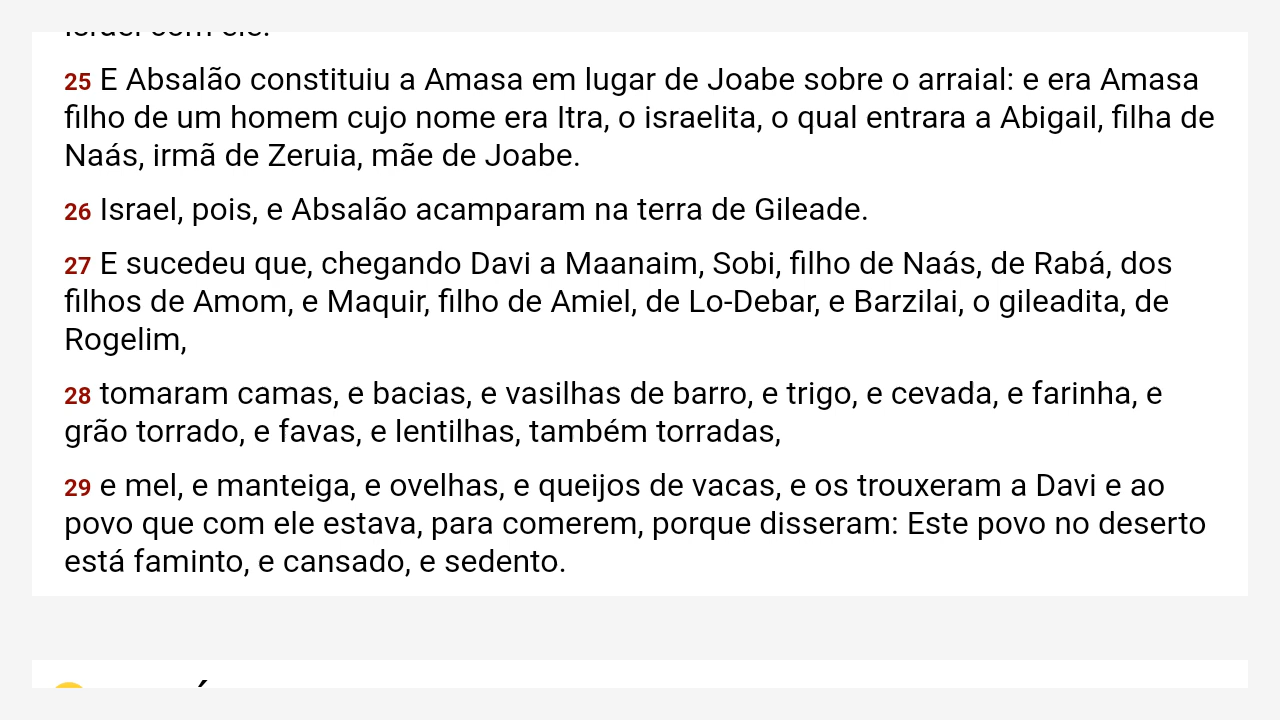 Israel com ele.
25 E Absalão constituiu a Amasa em lugar de Joabe sobre o arraial: e era Amasa
filho de um homem cujo nome era Itra, o israelita, o qual entrara a Abigail, filha de
Naás, irmã de Zeruia, mãe de Joabe.
26 Israel, pois, e Absalão acamparam na terra de Gileade.
27 E sucedeu que, chegando Davi a Maanaim, Sobi, filho de Naás, de Rabá, dos
filhos de Amom, e Maquir, filho de Amiel, de Lo-Debar, e Barzilai, o gileadita, de
Rogelim,
28 tomaram camas, e bacias, e vasilhas de barro, e trigo, e cevada, e farinha, e
grão torrado, e favas, e lentilhas, também torradas,
29 e mel, e manteiga, e ovelhas, e queijos de vacas, e os trouxeram a Davi e ao
povo que com ele estava, para comerem, porque disseram: Este povo no deserto
está faminto, e cansado, e sedento.